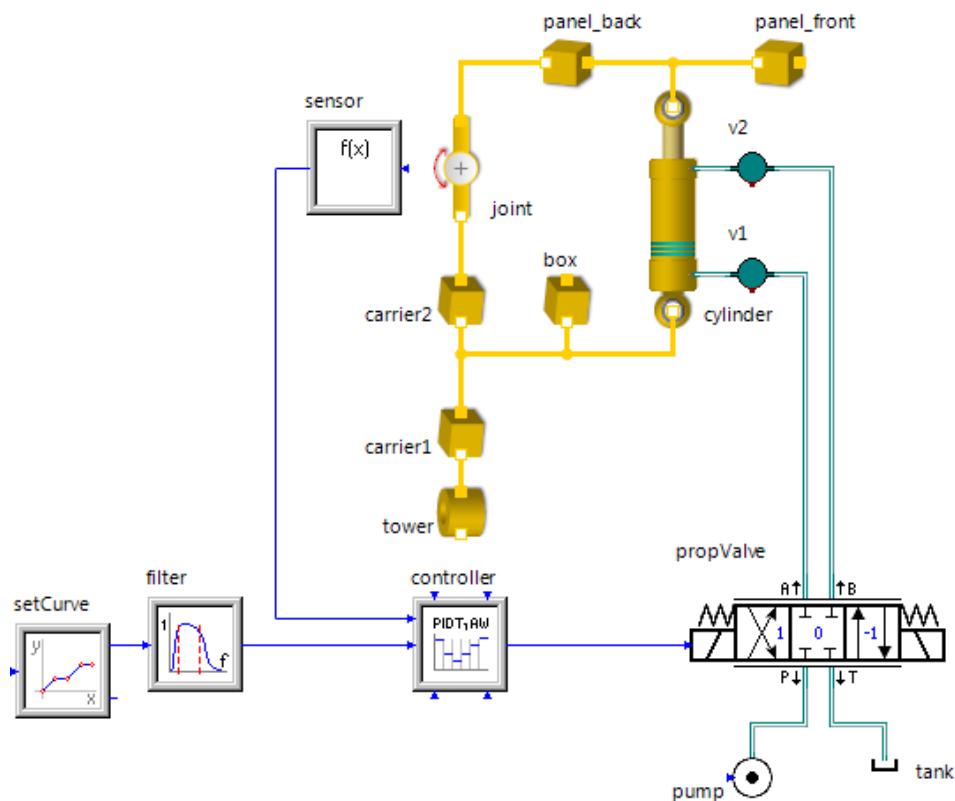 panel_back
panel_front
sensor
f(x)
v2
joint
v1
box
carrier2
cylinder
carrier1
tower
propValve
filter
controller
setCurve
A B
1
f
PIDT₁AW
1 0 -1
y
x
P T
pump
tank